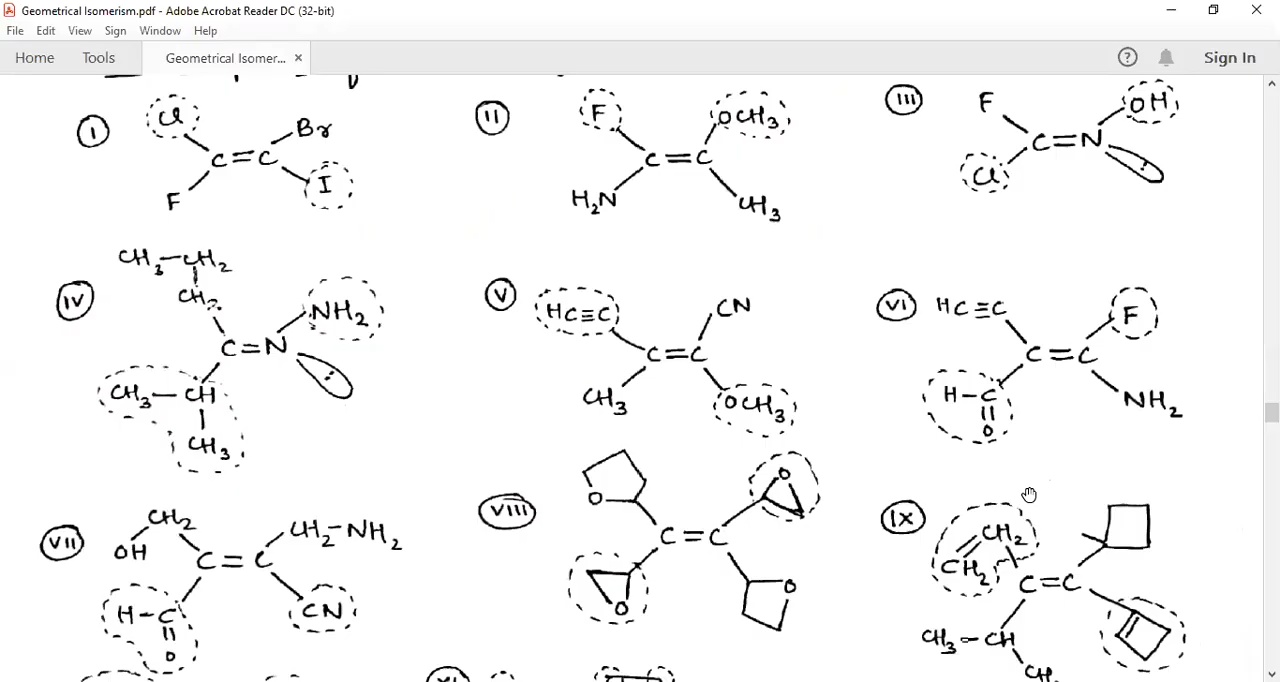 Geometrical Isomerism.pdf - Adobe Acrobat Reader DC (32-bit)
File Edit View Sign Window Help
Home Tools Geometrical Isomer... × ? Sign In
I
Cl Br
C=C
F I
II
F OCH3
C=C
H2N CH3
III
F OH
C=N
Cl
IV
CH3-CH2
CH2
NH2
C=N
CH3-CH
CH3
V
HC≡C CN
C=C
CH3 OCH3
VI
HC≡C F
C=C
H-C NH2
O
VII
CH2 CH2-NH2
OH
C=C
H-C CN
O
VIII
O O
C=C
O O
IX
CH2
CH2
C=C
CH3-CH
XI